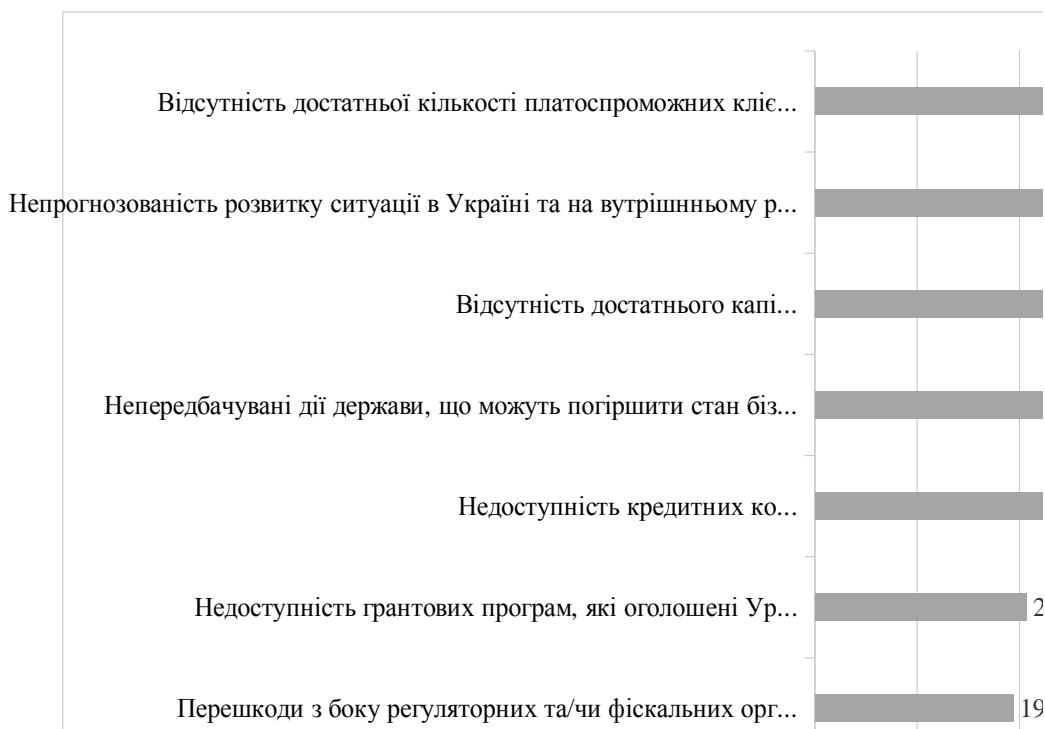 Відсутність достатньої кількості платоспроможних кліє...
Непрогнозованість розвитку ситуації в Україні та на вутрішнньому р...
Відсутність достатнього капі...
Непередбачувані дії держави, що можуть погіршити стан біз...
Недоступність кредитних ко...
Недоступність грантових програм, які оголошені Ур...
2
Перешкоди з боку регуляторних та/чи фіскальних орг...
19